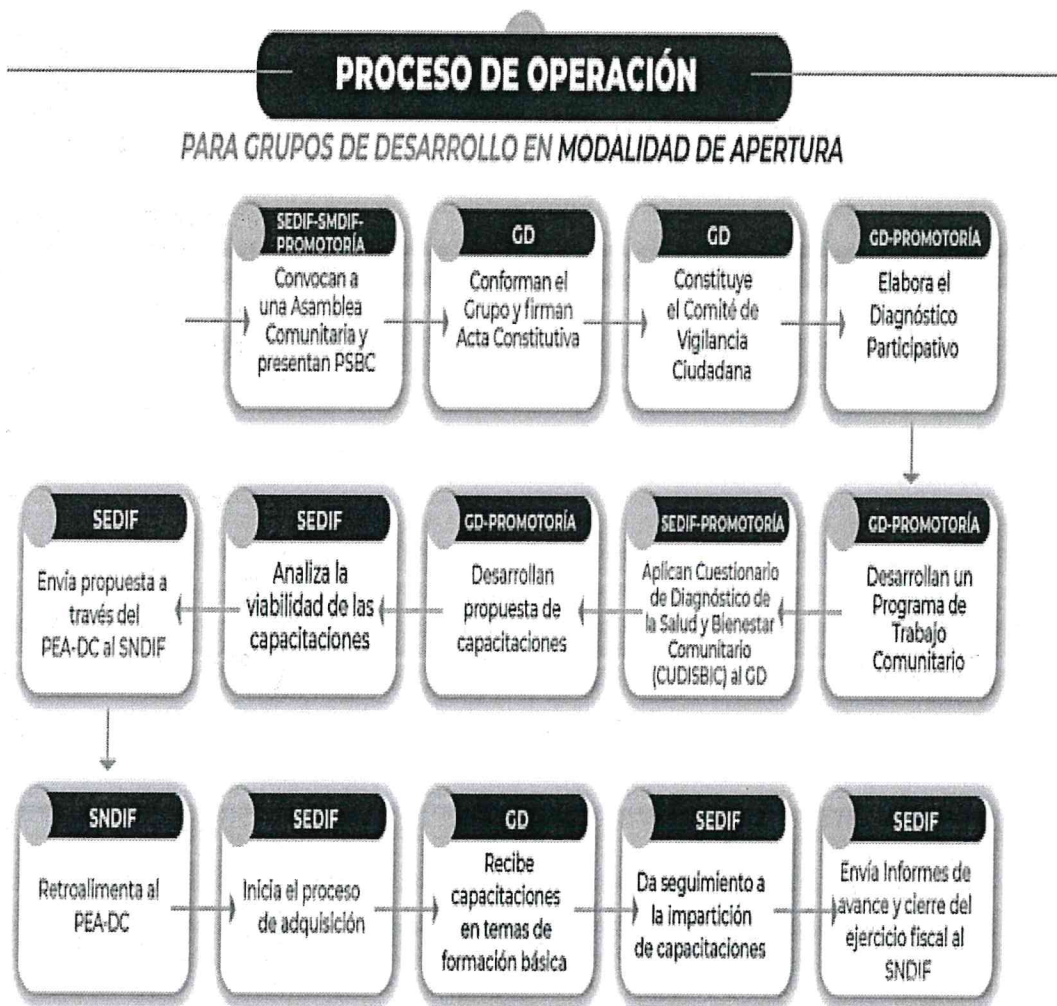 PROCESO DE OPERACIÓN
PARA GRUPOS DE DESARROLLO EN MODALIDAD DE APERTURA
SEDIF-SMDIF-
PROMOTORÍA
Convocan a
una Asamblea
Comunitaria y
presentan PSBC
GD
Conforman el
Grupo y firman
Acta Constitutiva
GD
Constituye
el Comité de
Vigilancia
Ciudadana
GD-PROMOTORÍA
Elabora el
Diagnóstico
Participativo
GD-PROMOTORÍA
Desarrollan un
Programa de
Trabajo
Comunitario
SEDIF-PROMOTORÍA
Aplican Cuestionario
de Diagnóstico de
la Salud y Bienestar
Comunitario
(CUDISBIC) al GD
GD-PROMOTORÍA
Desarrollan
propuesta de
capacitaciones
SEDIF
Analiza la
viabilidad de las
capacitaciones
SEDIF
Envía propuesta a
través del
PEA-DC al SNDIF
SNDIF
Retroalimenta al
PEA-DC
SEDIF
Inicia el proceso
de adquisición
GD
Recibe
capacitaciones
en temas de
formación básica
SEDIF
Da seguimiento a
la impartición
de capacitaciones
SEDIF
Envía Informes de
avance y cierre del
ejercicio fiscal al
SNDIF